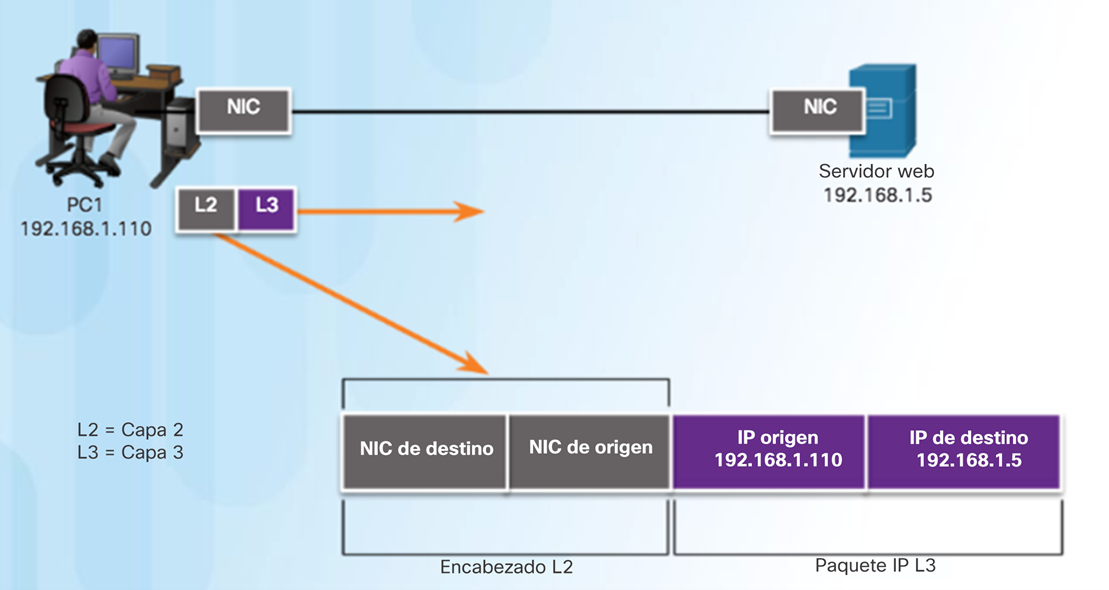 NIC
NIC
Servidor web
192.168.1.5
PC1
192.168.1.110
L2
L3
L2 = Capa 2
L3 = Capa 3
NIC de destino
NIC de origen
IP origen
192.168.1.110
IP de destino
192.168.1.5
Encabezado L2
Paquete IP L3